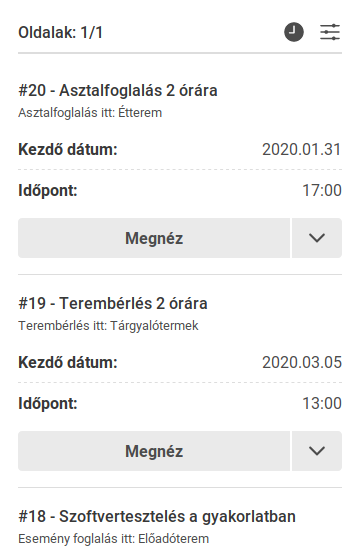 Oldalak: 1/1
#20 - Asztalfoglalás 2 órára
Asztalfoglalás itt: Étterem
Kezdő dátum: 2020.01.31
Időpont: 17:00
Megnéz
#19 - Terembérlés 2 órára
Terembérlés itt: Tárgyalótermek
Kezdő dátum: 2020.03.05
Időpont: 13:00
Megnéz
#18 - Szoftvertesztelés a gyakorlatban
Esemény foglalás itt: Előadóterem